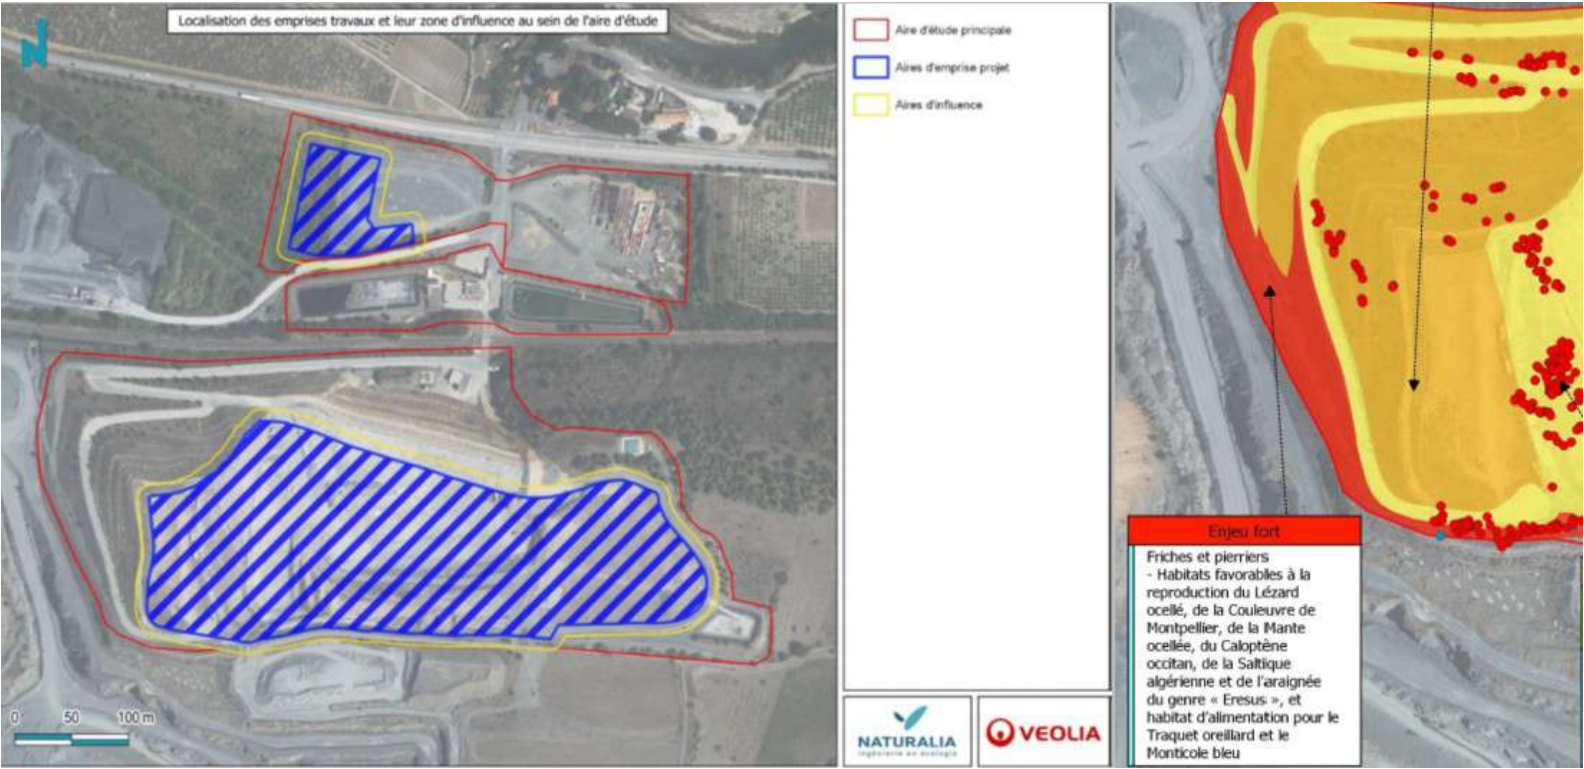 Localisation des emprises travaux et leur zone d'influence au sein de l'aire d'étude
N
0 50 100 m
Aire d'étude principale
Aires d'emprise projet
Aires d'influence
NATURALIA
Ingénierie en écologie
VEOLIA
Enjeu fort
Friches et pierriers
- Habitats favorables à la
reproduction du Lézard
ocellé, de la Couleuvre de
Montpellier, de la Mante
ocellée, du Caloptène
occitan, de la Saltique
algérienne et de l'araignée
du genre « Eresus », et
habitat d'alimentation pour le
Traquet oreillard et le
Monticole bleu